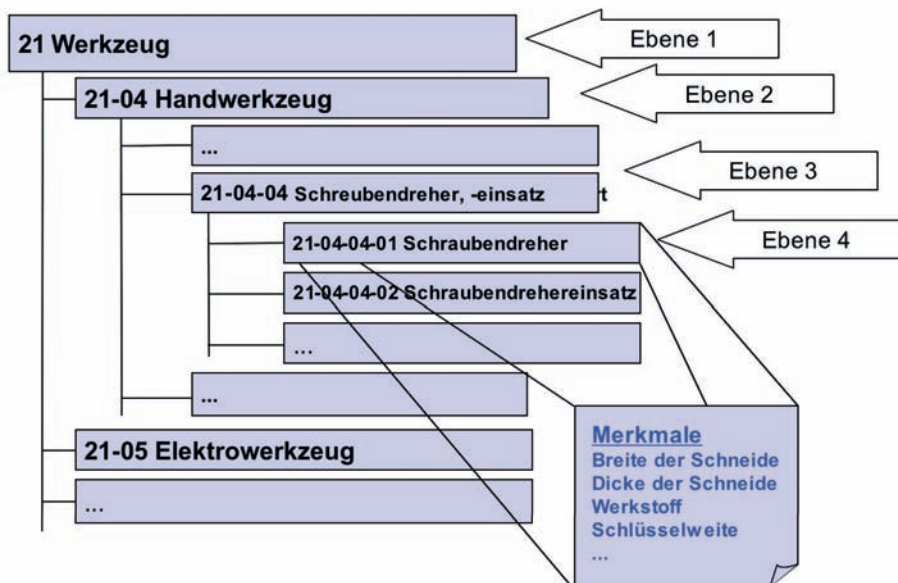 21 Werkzeug
Ebene 1
21-04 Handwerkzeug
Ebene 2
...
Ebene 3
21-04-04 Schreubendreher, -einsatz t
21-04-04-01 Schraubendreher
Ebene 4
21-04-04-02 Schraubendrehereinsatz
...
...
21-05 Elektrowerkzeug
...
Merkmale
Breite der Schneide
Dicke der Schneide
Werkstoff
Schlüsselweite
...